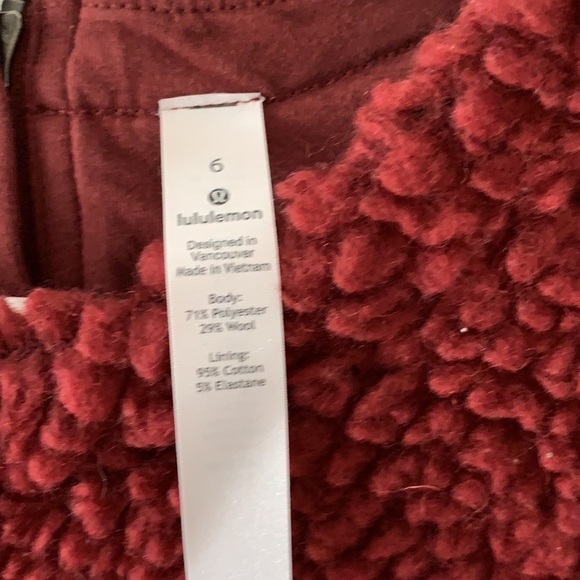 6
lululemon
Designed in
Vancouver
Made in Vietnam
Body:
71% Polyester
29% Wool
Lining:
95% Cotton
5% Elastane